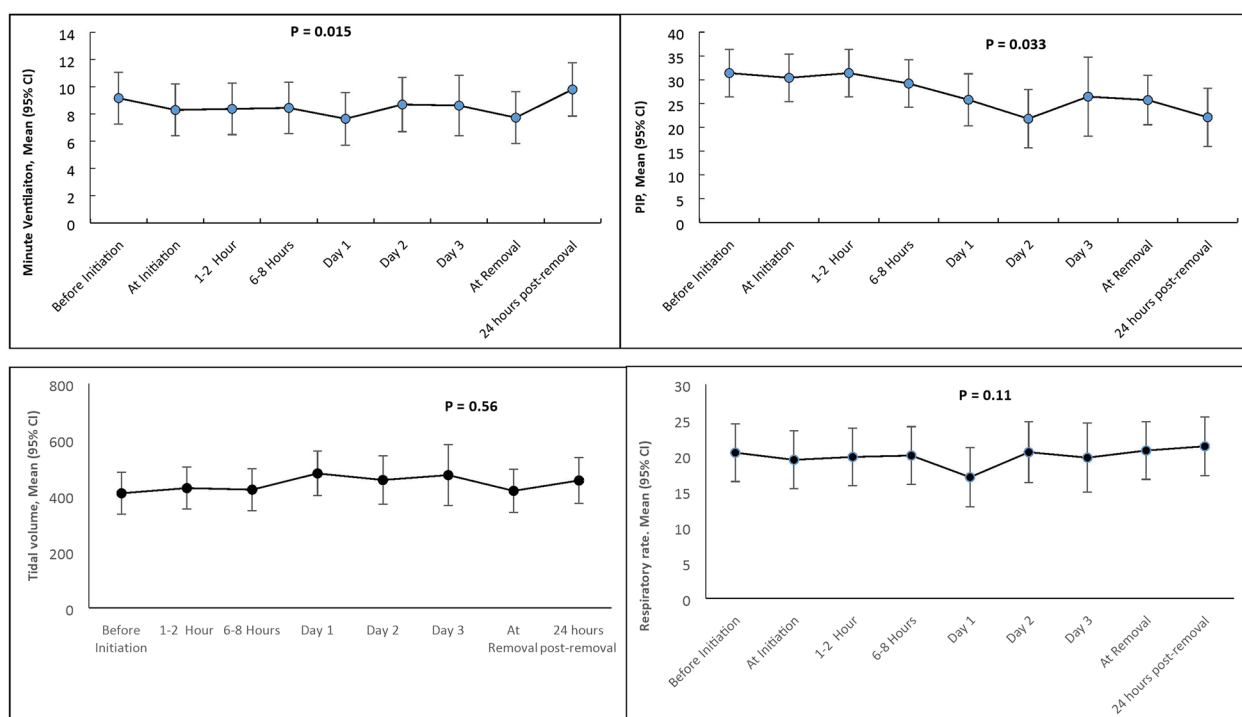 P = 0.015
Minute Ventilaiton, Mean (95% CI)
14
12
10
8
6
4
2
0
Before Initiation
At Initiation
1-2 Hour
6-8 Hours
Day 1
Day 2
Day 3
At Removal
24 hours post-removal
P = 0.033
PIP, Mean (95% CI)
40
35
30
25
20
15
10
5
0
Before Initiation
At Initiation
1-2 Hour
6-8 Hours
Day 1
Day 2
Day 3
At Removal
24 hours post-removal
P = 0.56
Tidal volume, Mean (95% CI)
800
600
400
200
0
Before
Initiation
1-2 Hour
6-8 Hours
Day 1
Day 2
Day 3
At
Removal
24 hours
post-removal
P = 0.11
Respiratory rate. Mean (95% CI)
30
25
20
15
10
5
0
Before Initiation
At Initiation
1-2 Hour
6-8 Hours
Day 1
Day 2
Day 3
At Removal
24 hours post-removal